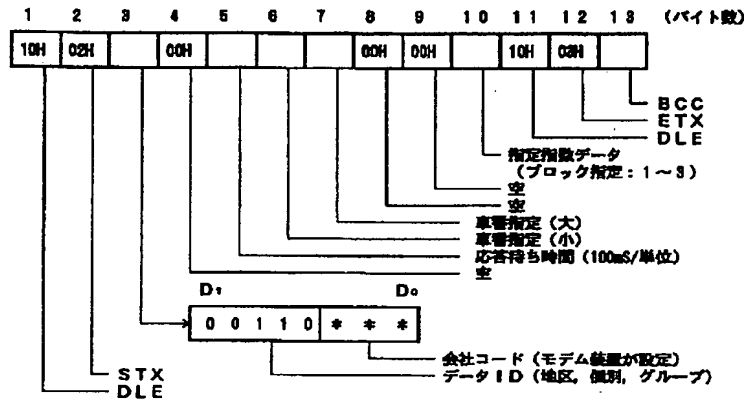 1 2 3 4 5 6 7 8 9 10 11 12 13 (バイト数)
10H 02H 00H 00H 00H 10H 03H
BCC
ETX
DLE
指定指数データ
(ブロック指定:1~3)
空
空
車番指定(大)
車番指定(小)
応答待ち時間(100mS/単位)
空
D₇ D₀
0 0 1 1 0 * * *
会社コード(モデム装置が設定)
データID(地区,個別,グループ)
STX
DLE